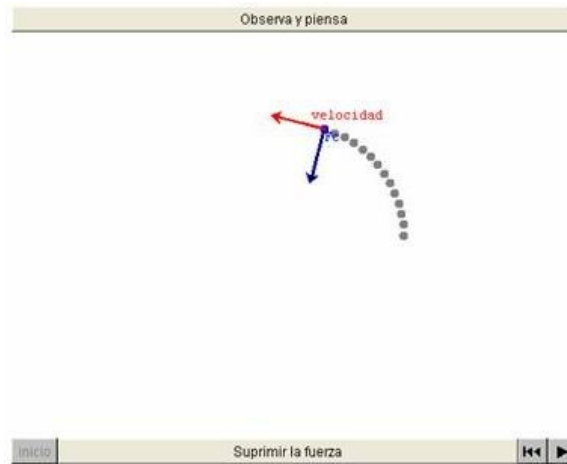 Observa y piensa
velocidad
inicio
Suprimir la fuerza